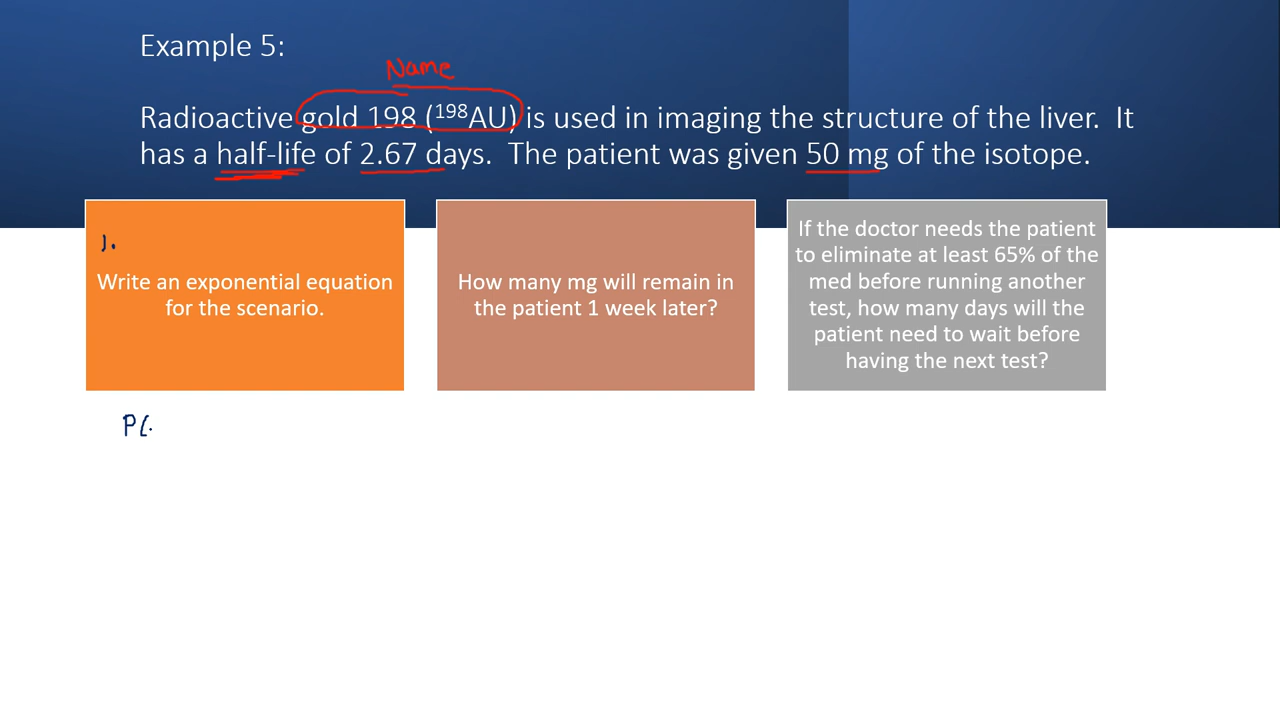 Example 5:
Name
Radioactive gold 198 (¹⁹⁸AU) is used in imaging the structure of the liver. It
has a half-life of 2.67 days. The patient was given 50 mg of the isotope.
1.
Write an exponential equation
for the scenario.
How many mg will remain in
the patient 1 week later?
If the doctor needs the patient
to eliminate at least 65% of the
med before running another
test, how many days will the
patient need to wait before
having the next test?
P(